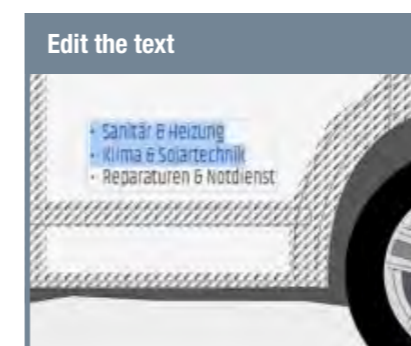 Edit the text
• Sanitär & Heizung
• Klima & Solartechnik
• Reparaturen & Notdienst